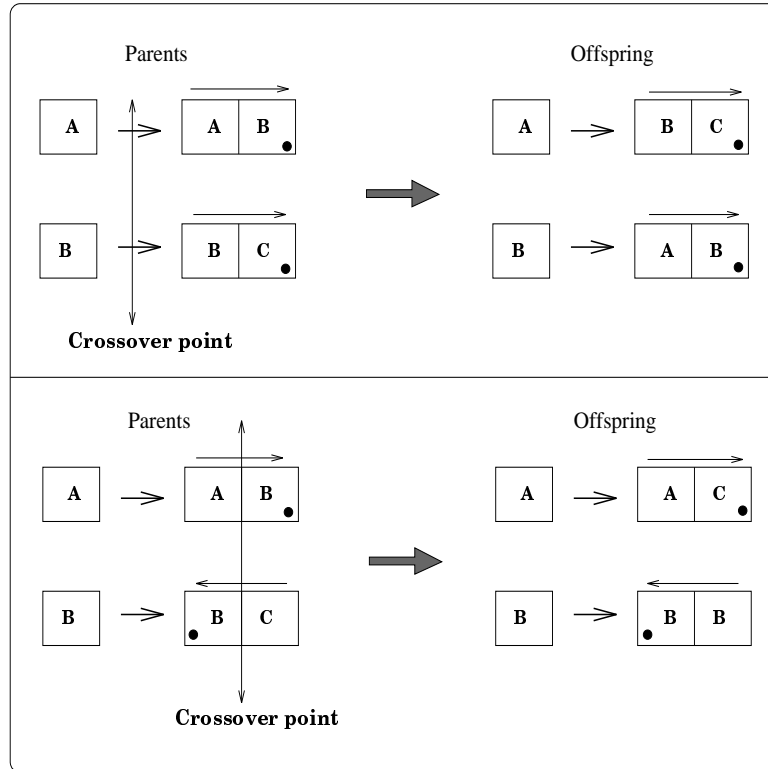 Parents Offspring
A A B A B C
B B C B A B
Crossover point
Parents Offspring
A A B A C
B B C B B B
Crossover point